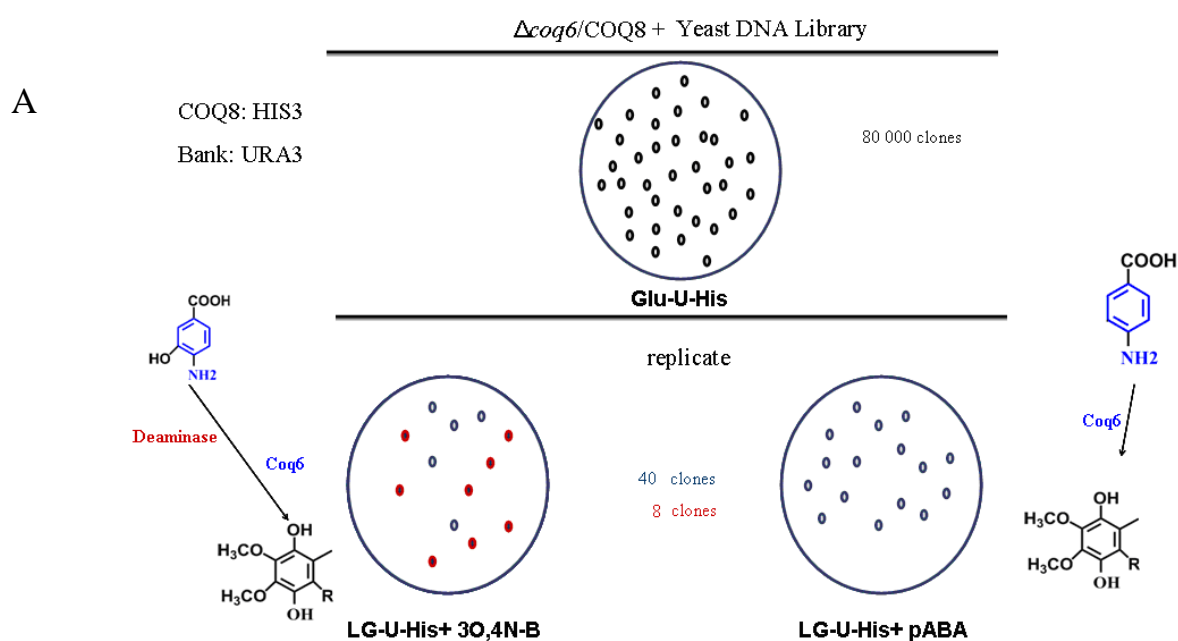 Δcoq6/COQ8 + Yeast DNA Library
A
COQ8: HIS3
Bank: URA3
80 000 clones
Glu-U-His
COOH
HO
NH2
Deaminase
Coq6
OH
H3CO
H3CO
R
OH
replicate
40 clones
8 clones
COOH
NH2
Coq6
OH
H3CO
H3CO
R
OH
LG-U-His+ 3O,4N-B
LG-U-His+ pABA